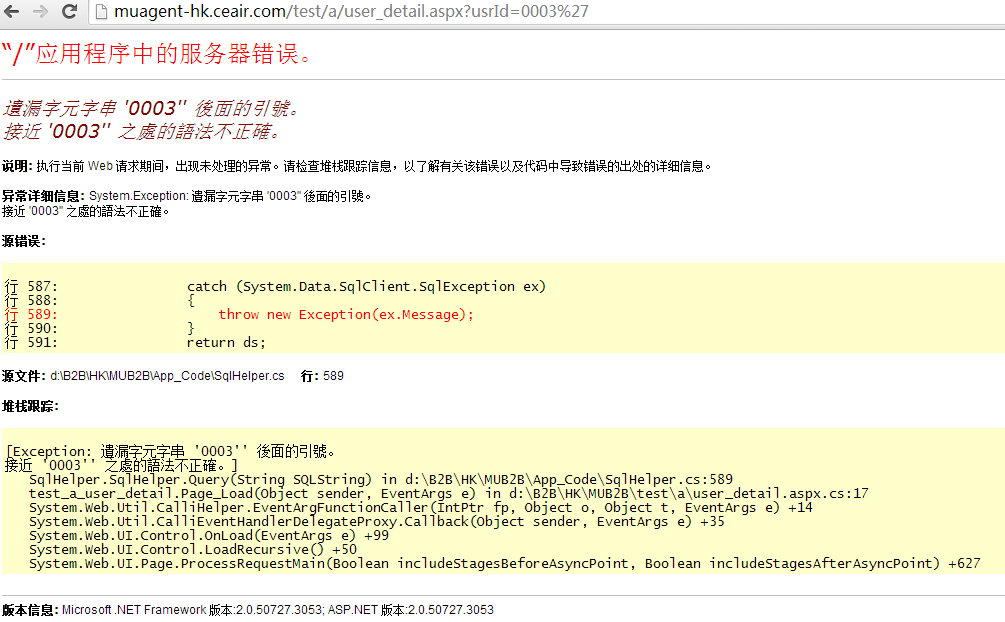 muagent-hk.ceair.com/test/a/user_detail.aspx?usrId=0003%27
“/”应用程序中的服务器错误。
遺漏字元字串 '0003'' 後面的引號。
接近 '0003'' 之處的語法不正確。
说明: 执行当前 Web 请求期间，出现未处理的异常。请检查堆栈跟踪信息，以了解有关该错误以及代码中导致错误的出处的详细信息。
异常详细信息: System.Exception: 遺漏字元字串 '0003'' 後面的引號。
接近 '0003'' 之處的語法不正確。
源错误:
行 587:                catch (System.Data.SqlClient.SqlException ex)
行 588:                {
行 589:                    throw new Exception(ex.Message);
行 590:                }
行 591:                return ds;
源文件: d:\B2B\HK\MUB2B\App_Code\SqlHelper.cs    行: 589
堆栈跟踪:
[Exception: 遺漏字元字串 '0003'' 後面的引號。
接近 '0003'' 之處的語法不正確。]
   SqlHelper.SqlHelper.Query(String SQLString) in d:\B2B\HK\MUB2B\App_Code\SqlHelper.cs:589
   test_a_user_detail.Page_Load(Object sender, EventArgs e) in d:\B2B\HK\MUB2B\test\a\user_detail.aspx.cs:17
   System.Web.Util.CalliHelper.EventArgFunctionCaller(IntPtr fp, Object o, Object t, EventArgs e) +14
   System.Web.Util.CalliEventHandlerDelegateProxy.Callback(Object sender, EventArgs e) +35
   System.Web.UI.Control.OnLoad(EventArgs e) +99
   System.Web.UI.Control.LoadRecursive() +50
   System.Web.UI.Page.ProcessRequestMain(Boolean includeStagesBeforeAsyncPoint, Boolean includeStagesAfterAsyncPoint) +627
版本信息: Microsoft .NET Framework 版本:2.0.50727.3053; ASP.NET 版本:2.0.50727.3053